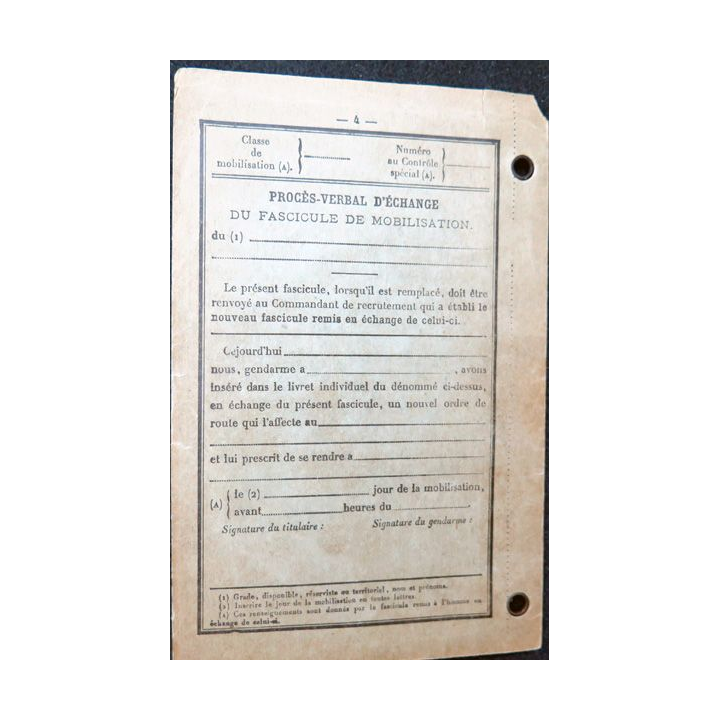 — 4 —
Classe
de
mobilisation (A).
Numéro
au Contrôle
spécial (A).
PROCÈS-VERBAL D'ÉCHANGE
DU FASCICULE DE MOBILISATION.
du (1)
Le présent fascicule, lorsqu'il est remplacé, doit être
renvoyé au Commandant de recrutement qui a établi le
nouveau fascicule remis en échange de celui-ci.
Cejourd'hui
nous, gendarme a , avons
inséré dans le livret individuel du dénommé ci-dessus,
en échange du présent fascicule, un nouvel ordre de
route qui l'affecte au
et lui prescrit de se rendre a
(A) le (2) jour de la mobilisation,
avant heures du .
Signature du titulaire : Signature du gendarme :
(1) Grade, disponible, réserviste ou territorial, nom et prénoms.
(2) Inscrire le jour de la mobilisation en toutes lettres.
(A) Ces renseignements sont donnés par le fascicule remis à l'homme en
échange de celui-ci.